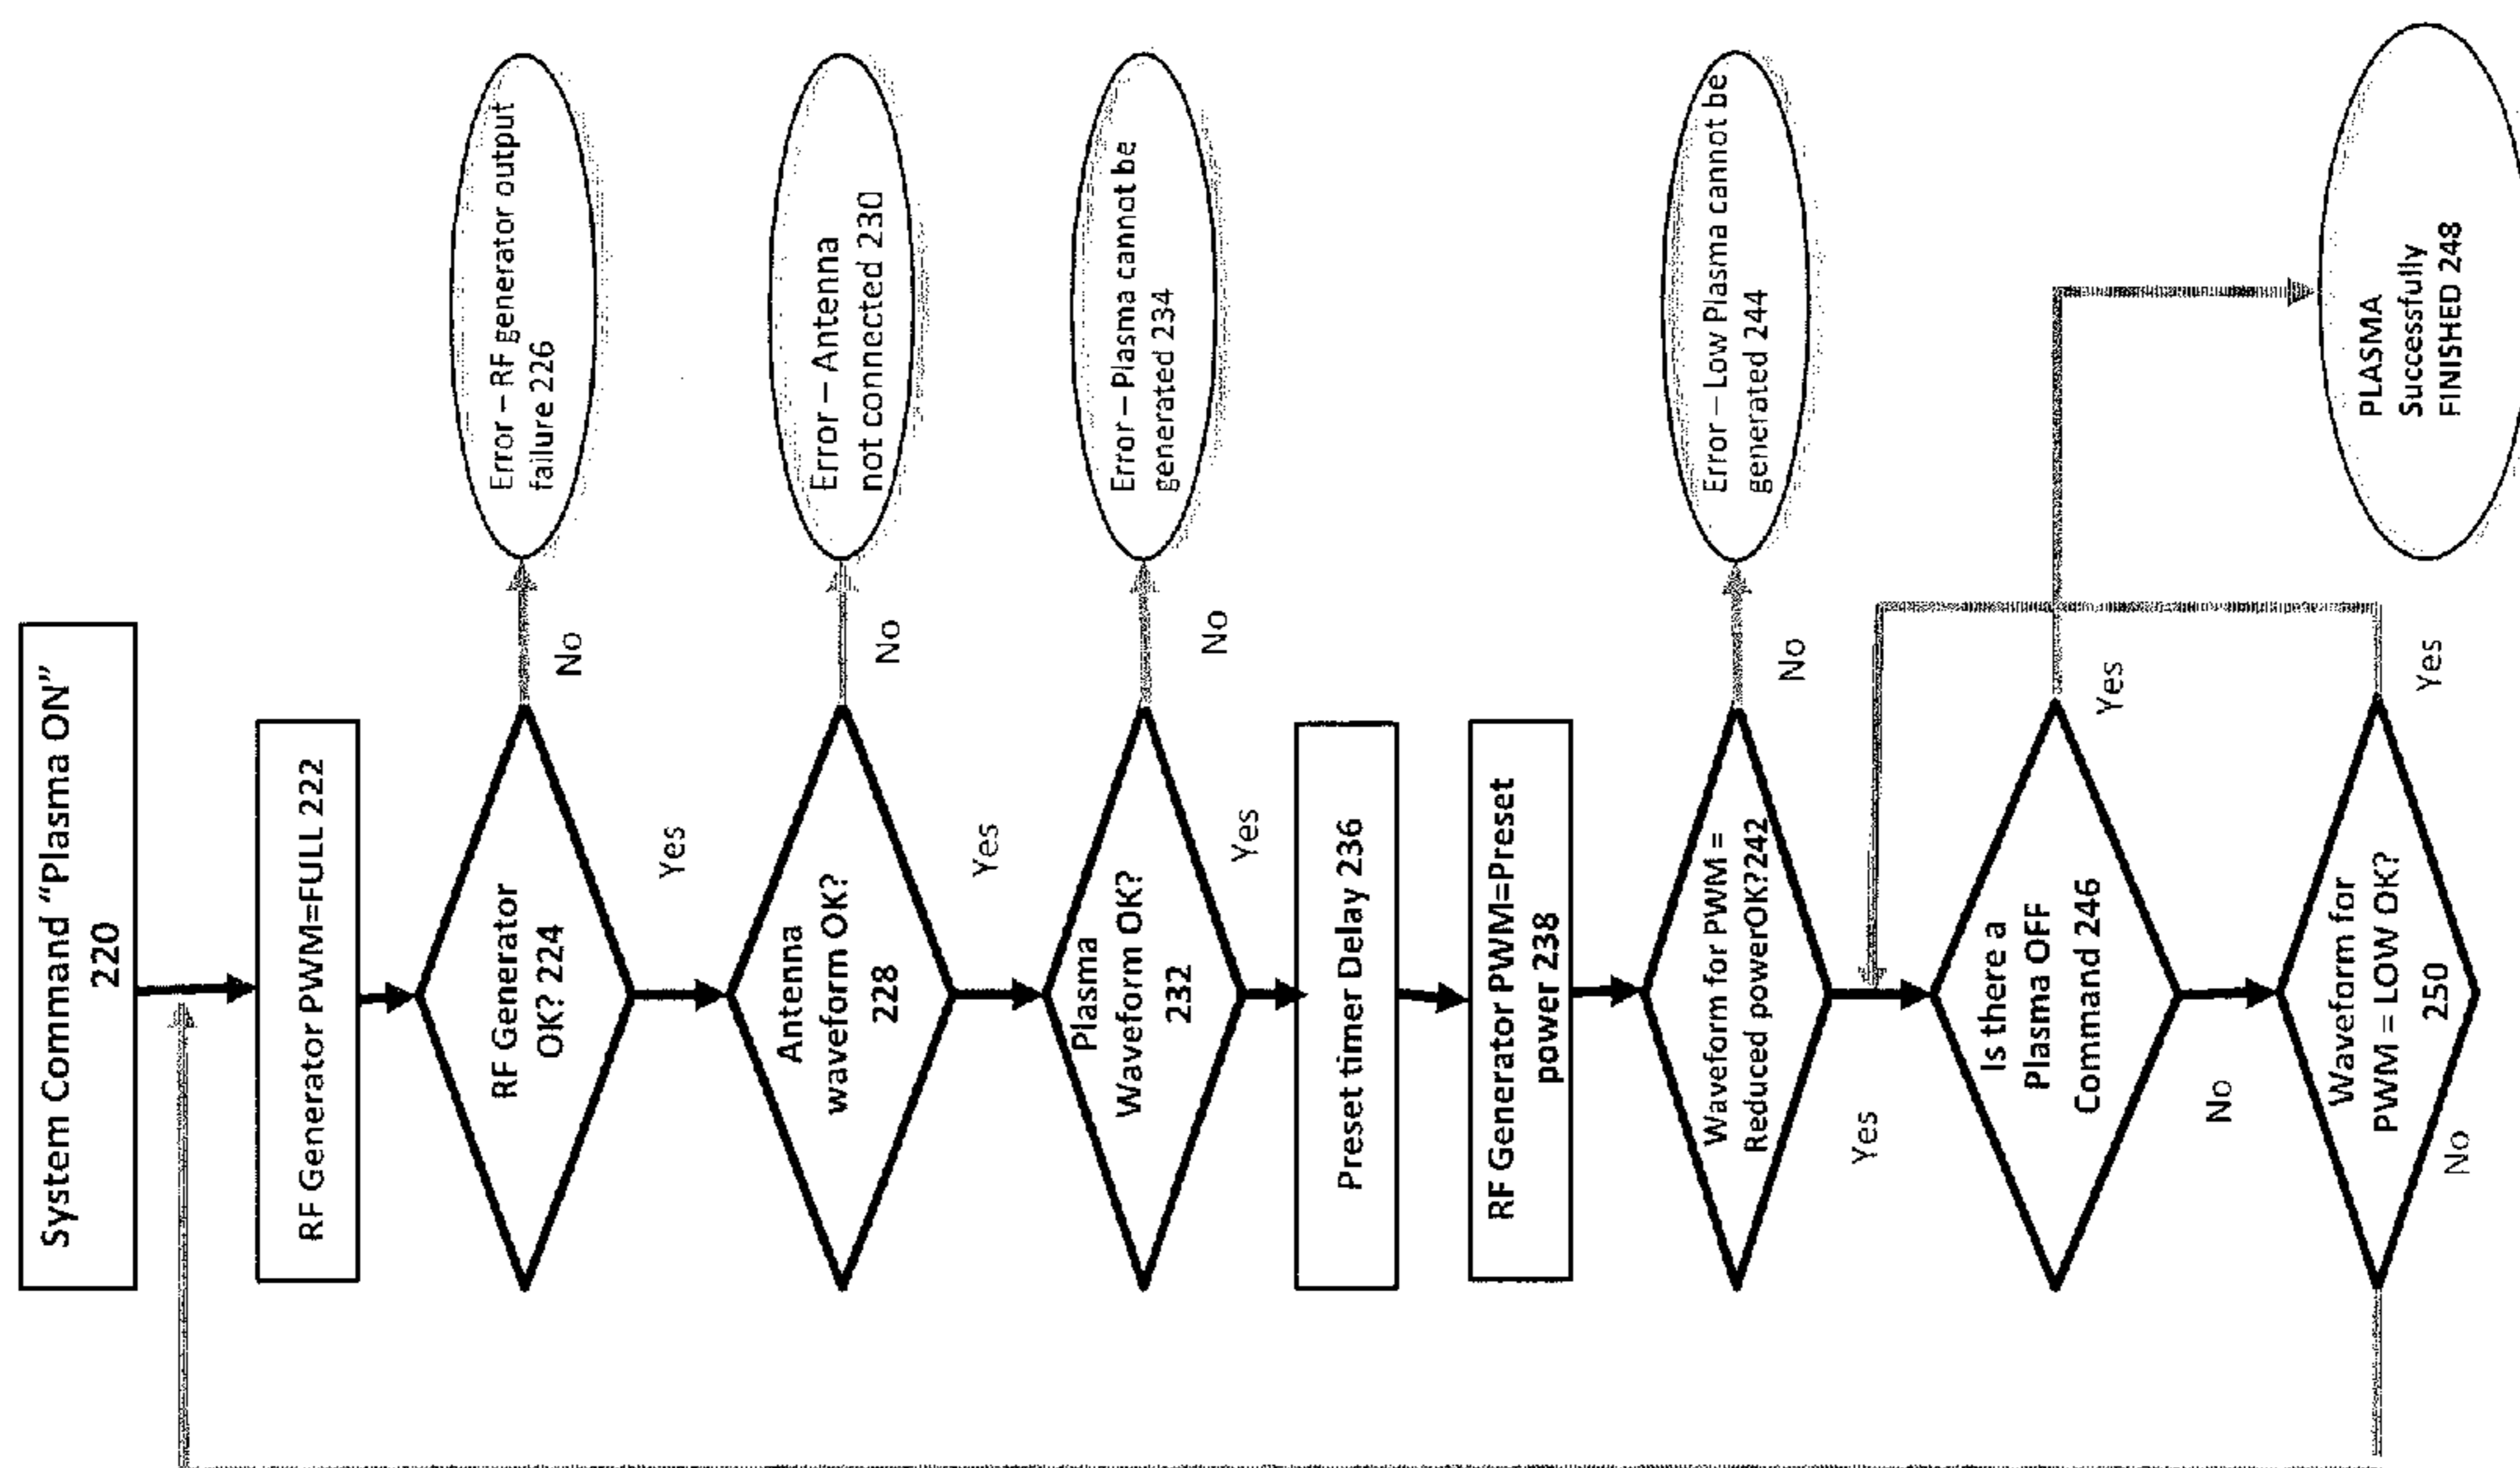 System Command “Plasma ON”
220
RF Generator PWM=FULL 222
RF Generator
OK? 224
No
Error – RF generator output
failure 226
Yes
Antenna
waveform OK?
228
No
Error – Antenna
not connected 230
Yes
Plasma
Waveform OK?
232
No
Error – Plasma cannot be
generated 234
Yes
Preset timer Delay 236
RF Generator PWM=Preset
power 238
Waveform for PWM =
Reduced powerOK?242
No
Error – Low Plasma cannot be
generated 244
Yes
Is there a
Plasma OFF
Command 246
Yes
No
PLASMA
Successfully
FINISHED 248
Waveform for
PWM = LOW OK?
250
Yes
No